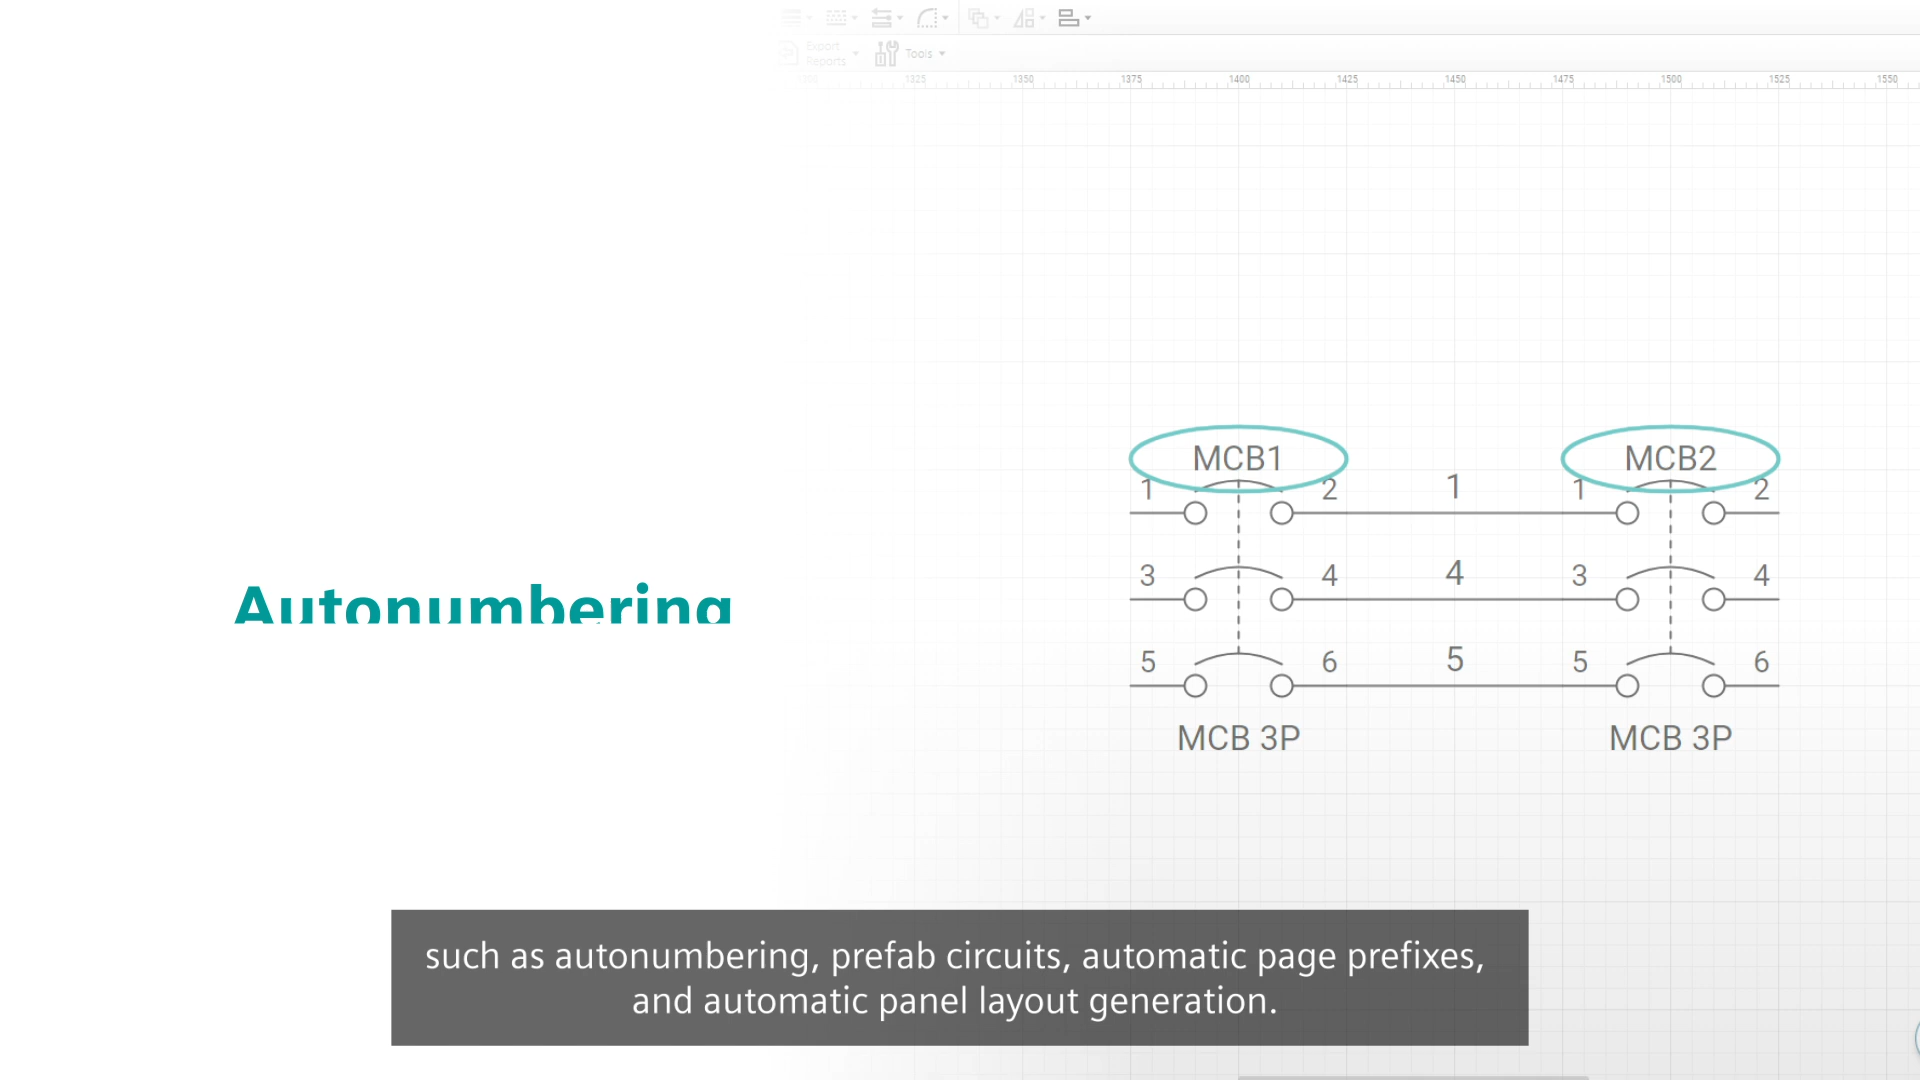 Export
Reports
Tools
1300 1325 1350 1375 1400 1425 1450 1475 1500 1525 1550
MCB1 MCB2
1 2 1 1 2
3 4 4 3 4
5 6 5 5 6
MCB 3P MCB 3P
Autonumbering
such as autonumbering, prefab circuits, automatic page prefixes,
and automatic panel layout generation.